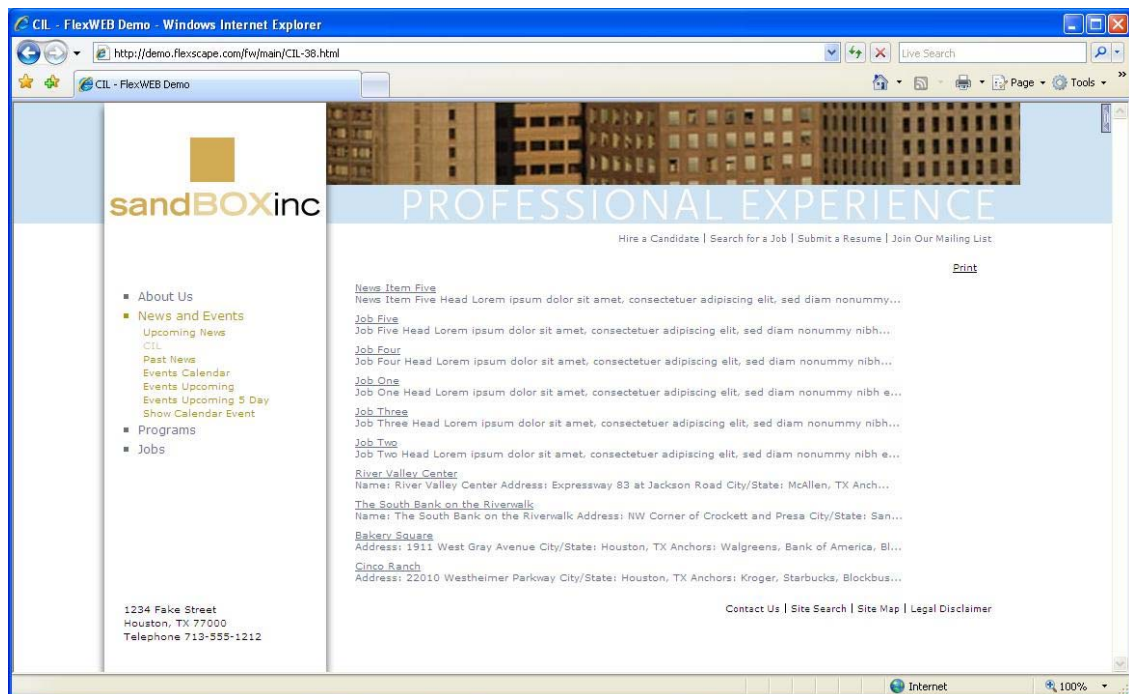 CIL - FlexWEB Demo - Windows Internet Explorer
http://demo.flexscape.com/fw/main/CIL-38.html
Live Search
CIL - FlexWEB Demo
Page
Tools
sandBOXinc
PROFESSIONAL EXPERIENCE
Hire a Candidate | Search for a Job | Submit a Resume | Join Our Mailing List
Print
About Us
News and Events
Upcoming News
CIL
Past News
Events Calendar
Events Upcoming
Events Upcoming 5 Day
Show Calendar Event
Programs
Jobs
News Item Five
News Item Five Head Lorem ipsum dolor sit amet, consectetuer adipiscing elit, sed diam nonummy...
Job Five
Job Five Head Lorem ipsum dolor sit amet, consectetuer adipiscing elit, sed diam nonummy nibh...
Job Four
Job Four Head Lorem ipsum dolor sit amet, consectetuer adipiscing elit, sed diam nonummy nibh...
Job One
Job One Head Lorem ipsum dolor sit amet, consectetuer adipiscing elit, sed diam nonummy nibh e...
Job Three
Job Three Head Lorem ipsum dolor sit amet, consectetuer adipiscing elit, sed diam nonummy nibh...
Job Two
Job Two Head Lorem ipsum dolor sit amet, consectetuer adipiscing elit, sed diam nonummy nibh e...
River Valley Center
Name: River Valley Center Address: Expressway 83 at Jackson Road City/State: McAllen, TX Anch...
The South Bank on the Riverwalk
Name: The South Bank on the Riverwalk Address: NW Corner of Crockett and Presa City/State: San...
Bakery Square
Address: 1911 West Gray Avenue City/State: Houston, TX Anchors: Walgreens, Bank of America, Bl...
Cinco Ranch
Address: 22010 Westheimer Parkway City/State: Houston, TX Anchors: Kroger, Starbucks, Blockbus...
1234 Fake Street
Houston, TX 77000
Telephone 713-555-1212
Contact Us | Site Search | Site Map | Legal Disclaimer
Internet
100%